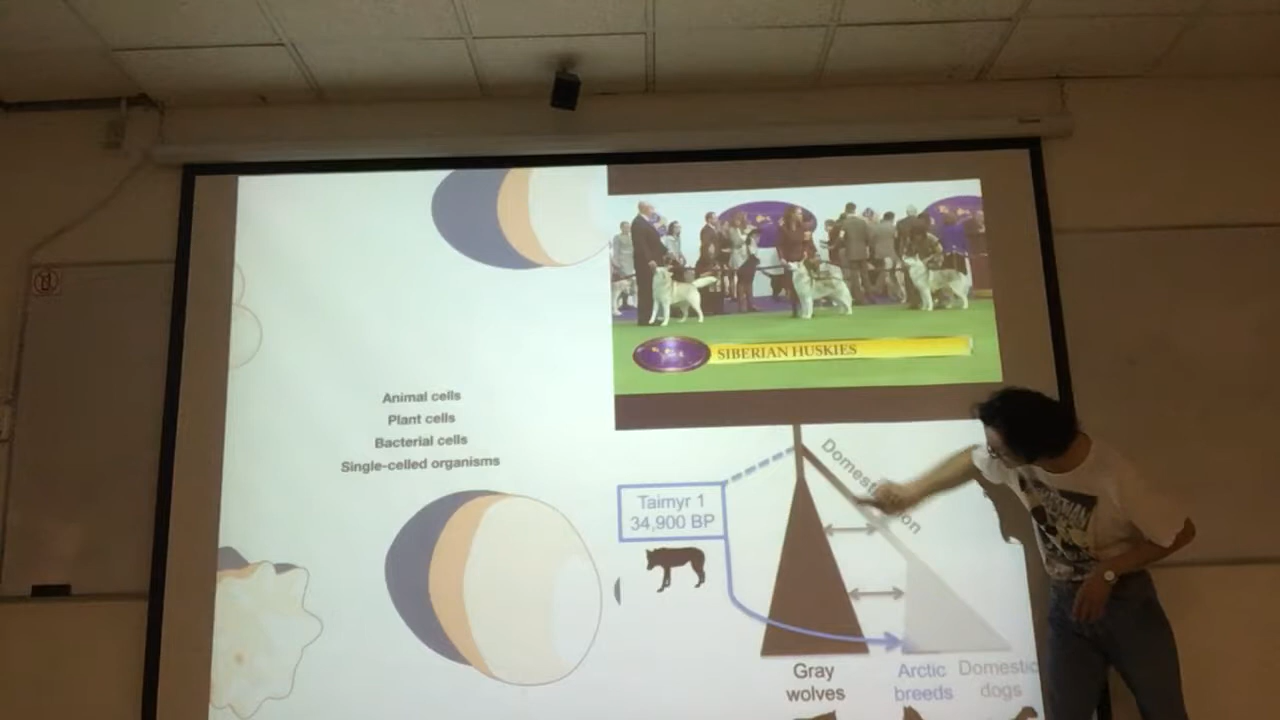 SIBERIAN HUSKIES
Animal cells
Plant cells
Bacterial cells
Single-celled organisms
Domestication
Taimyr 1
34,900 BP
Gray
wolves
Arctic
breeds
Domestic
dogs